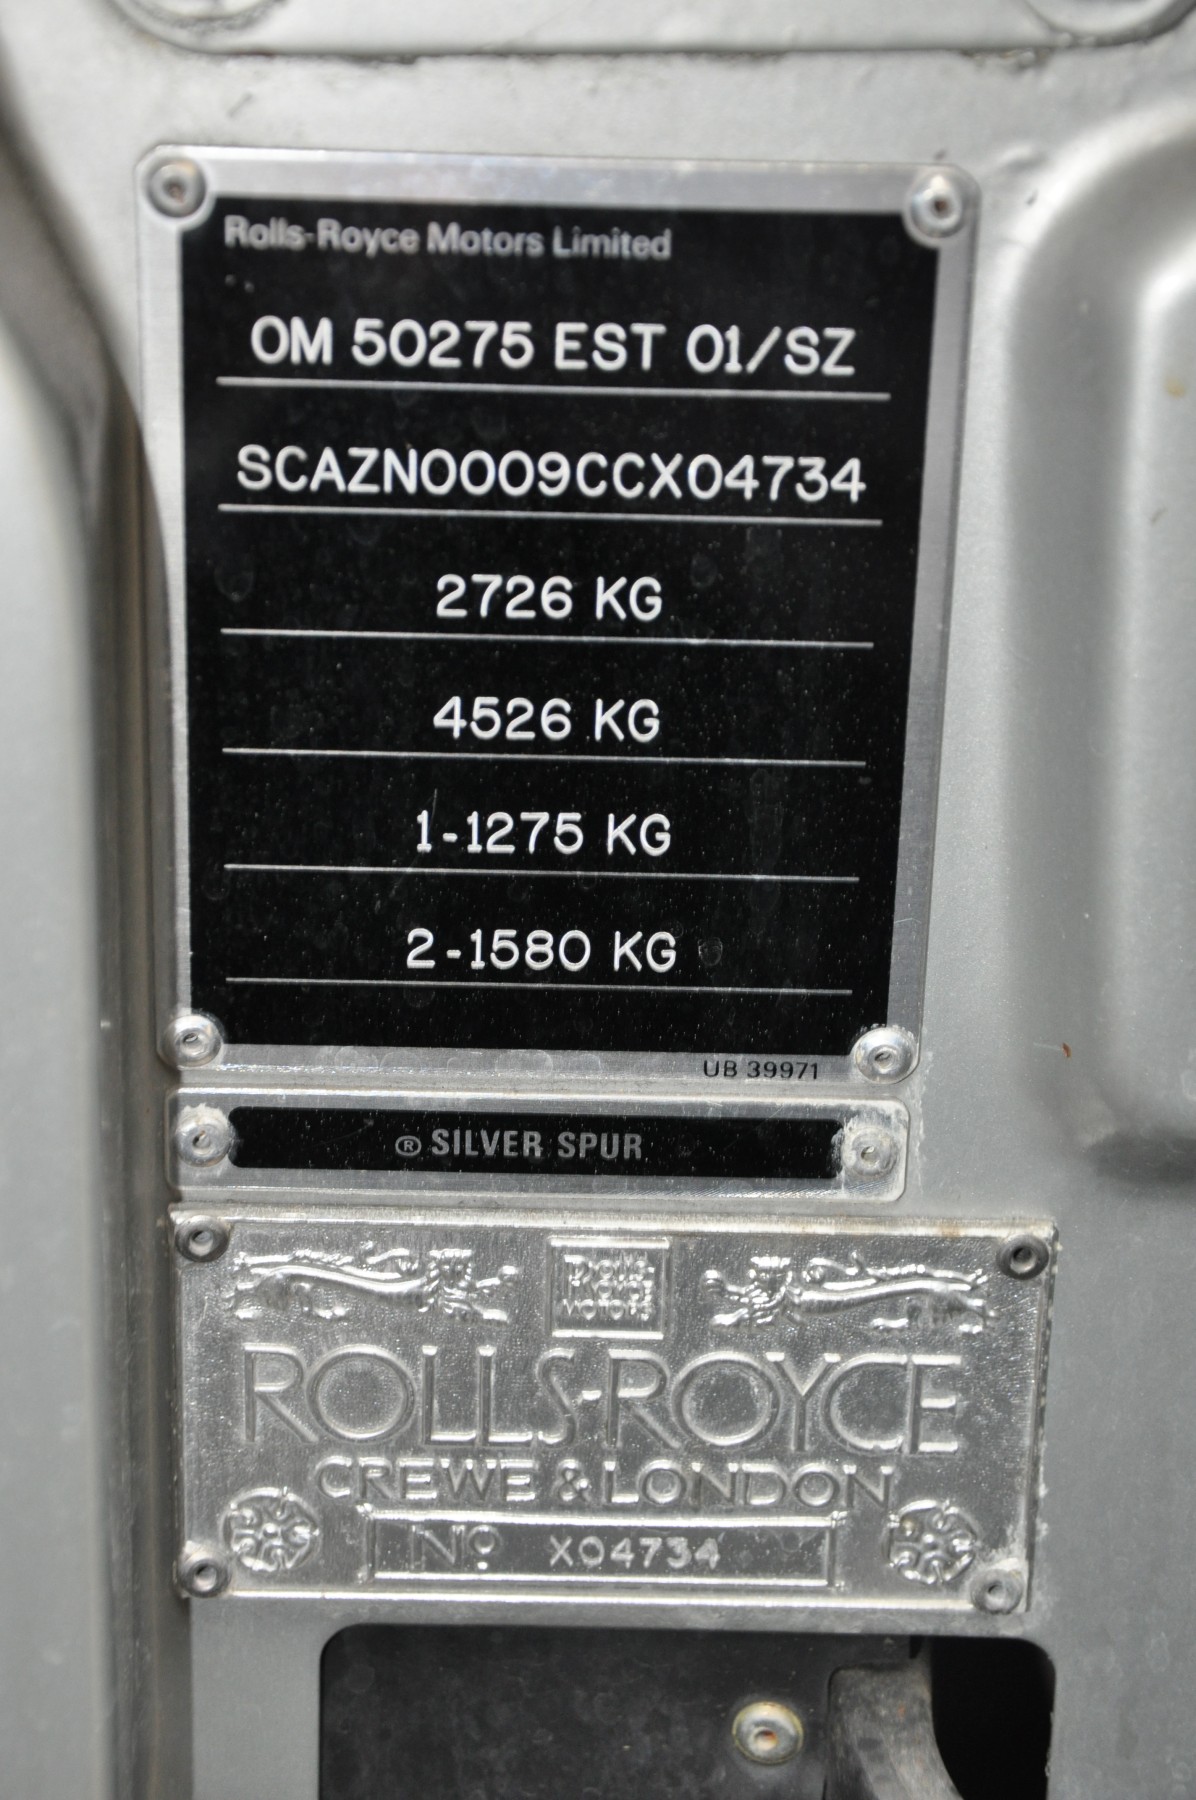 Rolls-Royce Motors Limited
OM 50275 EST 01/SZ
SCAZN0009CCX04734
2726 KG
4526 KG
1-1275 KG
2-1580 KG
UB 39971
® SILVER SPUR
Rolls
Royce
MOTORS
ROLLS-ROYCE
CREWE & LONDON
Nº X04734